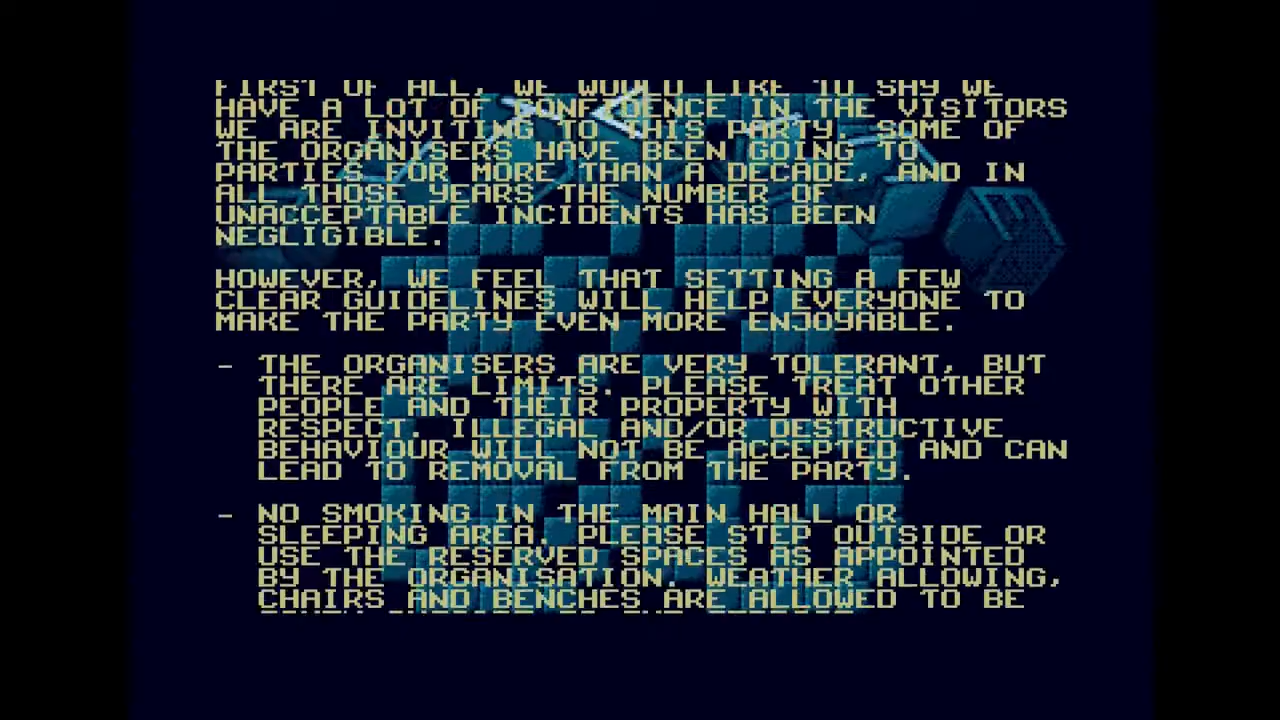 FIRST OF ALL, WE WOULD LIKE TO SAY WE
HAVE A LOT OF CONFIDENCE IN THE VISITORS
WE ARE INVITING TO THIS PARTY. SOME OF
THE ORGANISERS HAVE BEEN GOING TO
PARTIES FOR MORE THAN A DECADE, AND IN
ALL THOSE YEARS THE NUMBER OF
UNACCEPTABLE INCIDENTS HAS BEEN
NEGLIGIBLE.
HOWEVER, WE FEEL THAT SETTING A FEW
CLEAR GUIDELINES WILL HELP EVERYONE TO
MAKE THE PARTY EVEN MORE ENJOYABLE.
- THE ORGANISERS ARE VERY TOLERANT, BUT
THERE ARE LIMITS. PLEASE TREAT OTHER
PEOPLE AND THEIR PROPERTY WITH
RESPECT. ILLEGAL AND/OR DESTRUCTIVE
BEHAVIOUR WILL NOT BE ACCEPTED AND CAN
LEAD TO REMOVAL FROM THE PARTY.
- NO SMOKING IN THE MAIN HALL OR
SLEEPING AREA. PLEASE STEP OUTSIDE OR
USE THE RESERVED SPACES AS APPOINTED
BY THE ORGANISATION. WEATHER ALLOWING,
CHAIRS AND BENCHES ARE ALLOWED TO BE